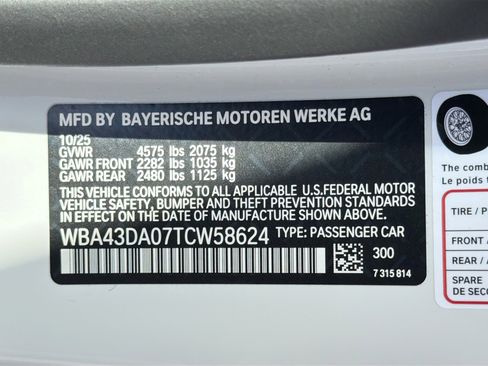 MFD BY BAYERISCHE MOTOREN WERKE AG
10/25
GVWR 4575 lbs 2075 kg
GAWR FRONT 2282 lbs 1035 kg
GAWR REAR 2480 lbs 1125 kg
THIS VEHICLE CONFORMS TO ALL APPLICABLE U.S.FEDERAL MOTOR
VEHICLE SAFETY, BUMPER AND THEFT PREVENTION STANDARDS
IN EFFECT ON THE DATE OF MANUFACTURE SHOWN ABOVE.
WBA43DA07TCW58624 TYPE: PASSENGER CAR
300
7 315 814
The comb
Le poids t
TIRE / P
FRONT /
REAR / A
SPARE
DE SECO